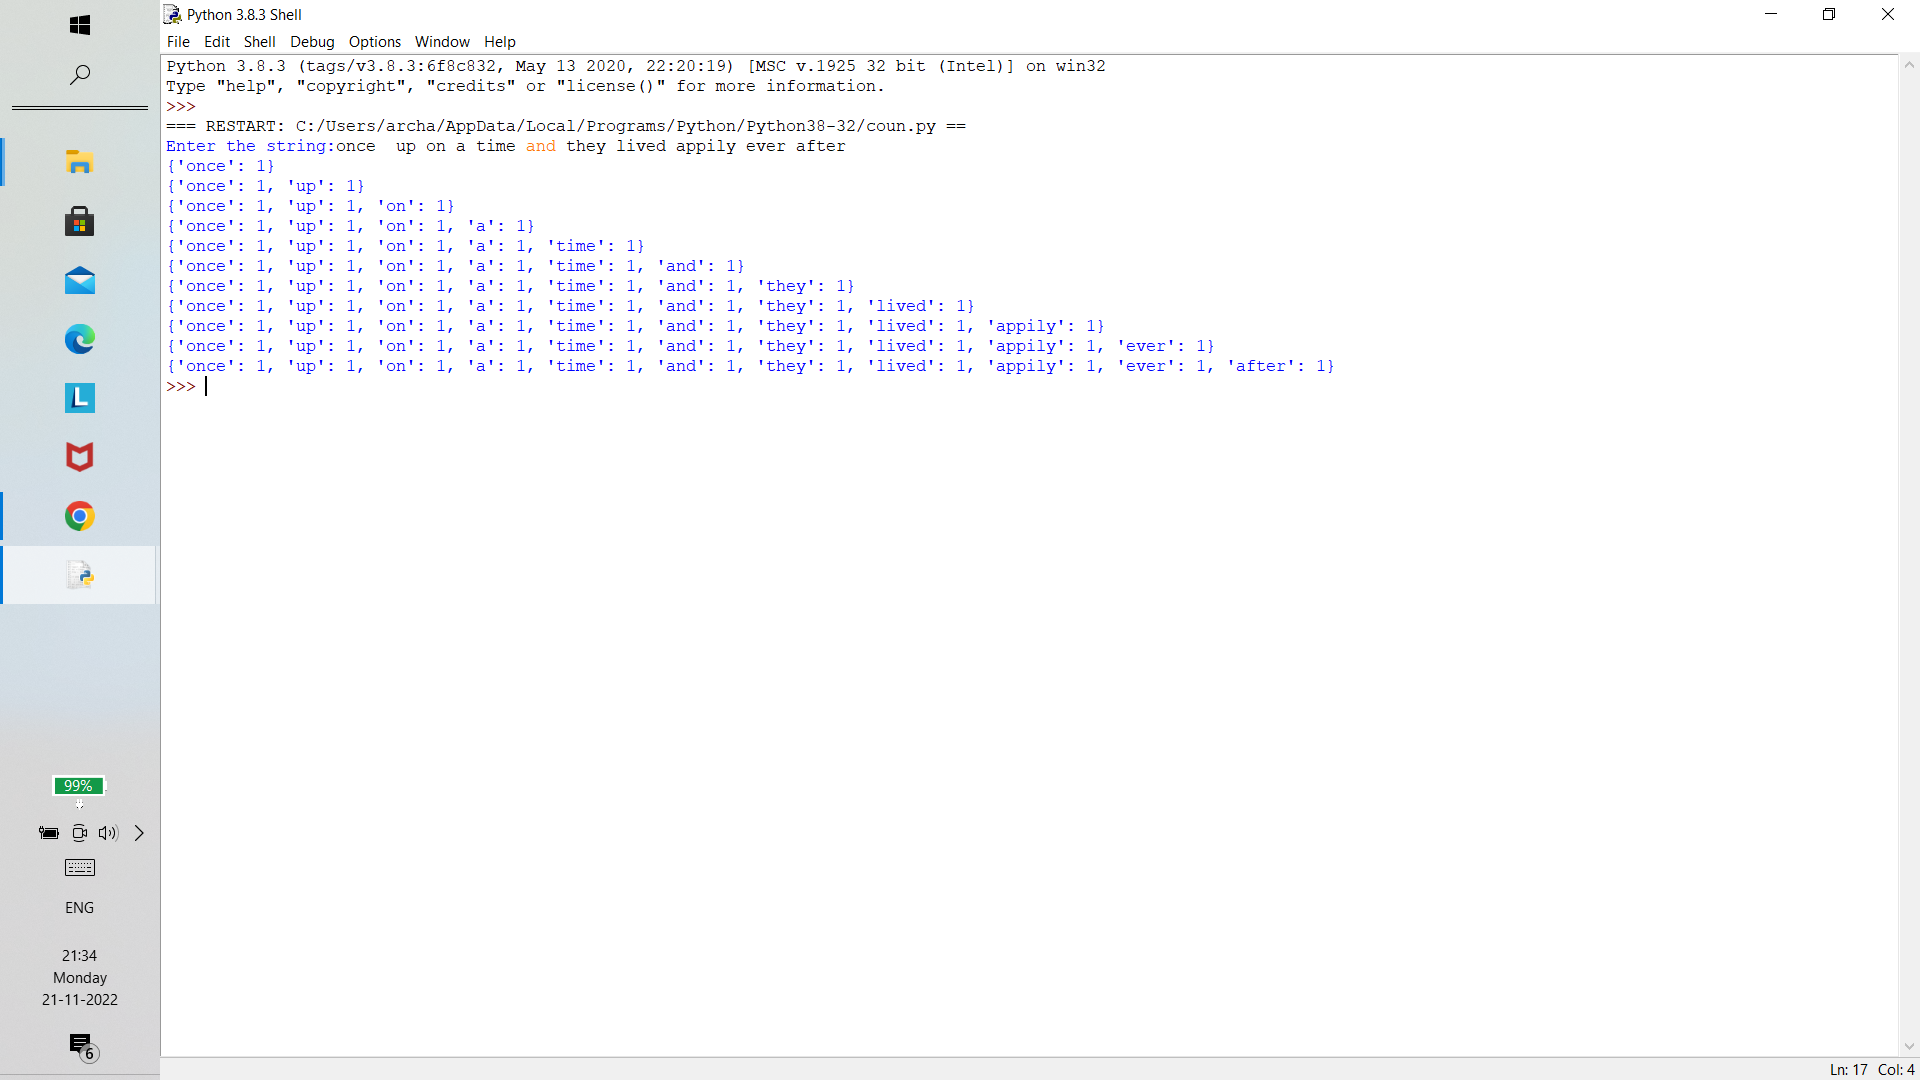 Python 3.8.3 Shell
File Edit Shell Debug Options Window Help
Python 3.8.3 (tags/v3.8.3:6f8c832, May 13 2020, 22:20:19) [MSC v.1925 32 bit (Intel)] on win32
Type "help", "copyright", "credits" or "license()" for more information.
>>>
=== RESTART: C:/Users/archa/AppData/Local/Programs/Python/Python38-32/coun.py ==
Enter the string:once  up on a time and they lived appily ever after
{'once': 1}
{'once': 1, 'up': 1}
{'once': 1, 'up': 1, 'on': 1}
{'once': 1, 'up': 1, 'on': 1, 'a': 1}
{'once': 1, 'up': 1, 'on': 1, 'a': 1, 'time': 1}
{'once': 1, 'up': 1, 'on': 1, 'a': 1, 'time': 1, 'and': 1}
{'once': 1, 'up': 1, 'on': 1, 'a': 1, 'time': 1, 'and': 1, 'they': 1}
{'once': 1, 'up': 1, 'on': 1, 'a': 1, 'time': 1, 'and': 1, 'they': 1, 'lived': 1}
{'once': 1, 'up': 1, 'on': 1, 'a': 1, 'time': 1, 'and': 1, 'they': 1, 'lived': 1, 'appily': 1}
{'once': 1, 'up': 1, 'on': 1, 'a': 1, 'time': 1, 'and': 1, 'they': 1, 'lived': 1, 'appily': 1, 'ever': 1}
{'once': 1, 'up': 1, 'on': 1, 'a': 1, 'time': 1, 'and': 1, 'they': 1, 'lived': 1, 'appily': 1, 'ever': 1, 'after': 1}
>>>
L
99%
ENG
21:34
Monday
21-11-2022
6
Ln: 17 Col: 4